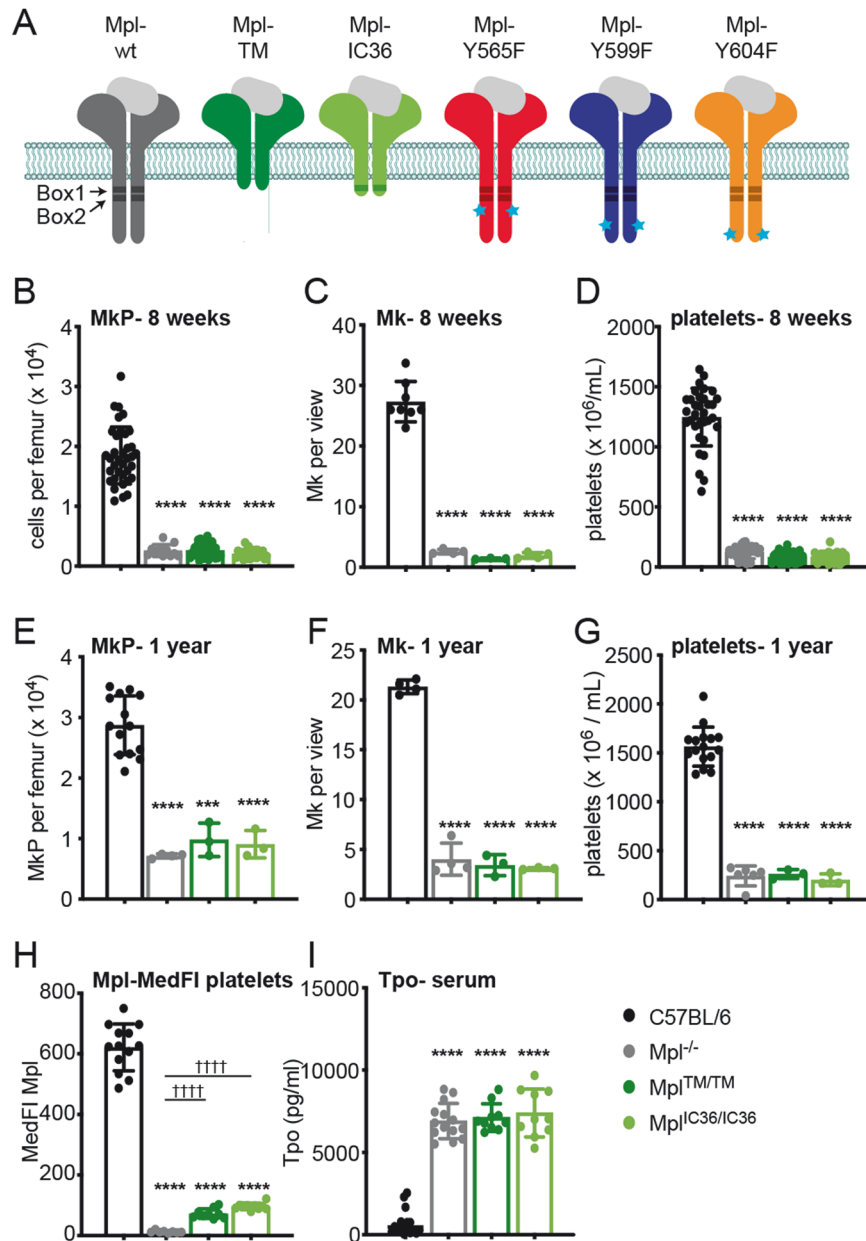 A
Mpl-
wt
Mpl-
TM
Mpl-
IC36
Mpl-
Y565F
Mpl-
Y599F
Mpl-
Y604F
Box1
Box2
B
MkP- 8 weeks
cells per femur (x 10⁴)
4
3
2
1
0
**** **** ****
C
Mk- 8 weeks
Mk per view
40
30
20
10
0
**** **** ****
D
platelets- 8 weeks
platelets (x 10⁶/mL)
2000
1500
1000
500
0
**** **** ****
E
MkP- 1 year
MkP per femur (x 10⁴)
4
3
2
1
0
**** *** ****
F
Mk- 1 year
Mk per view
25
20
15
10
5
0
**** **** ****
G
platelets- 1 year
platelets (x 10⁶ / mL)
2500
2000
1500
1000
500
0
**** **** ****
H
Mpl-MedFI platelets
MedFI Mpl
800
600
400
200
0
††††
††††
**** **** ****
I
Tpo- serum
Tpo (pg/ml)
15000
10000
5000
0
**** **** ****
C57BL/6
Mpl⁻/⁻
Mplᵀᴹ/ᵀᴹ
Mpl^IC36/IC36